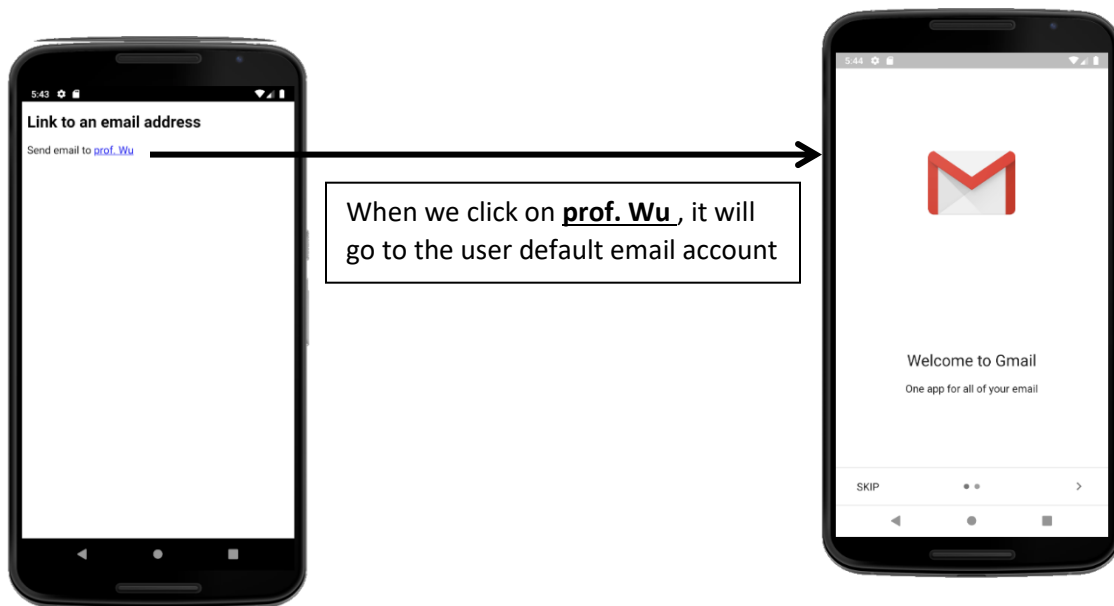 5:43
Link to an email address
Send email to prof. Wu
When we click on prof. Wu , it will
go to the user default email account
5:44
Welcome to Gmail
One app for all of your email
SKIP